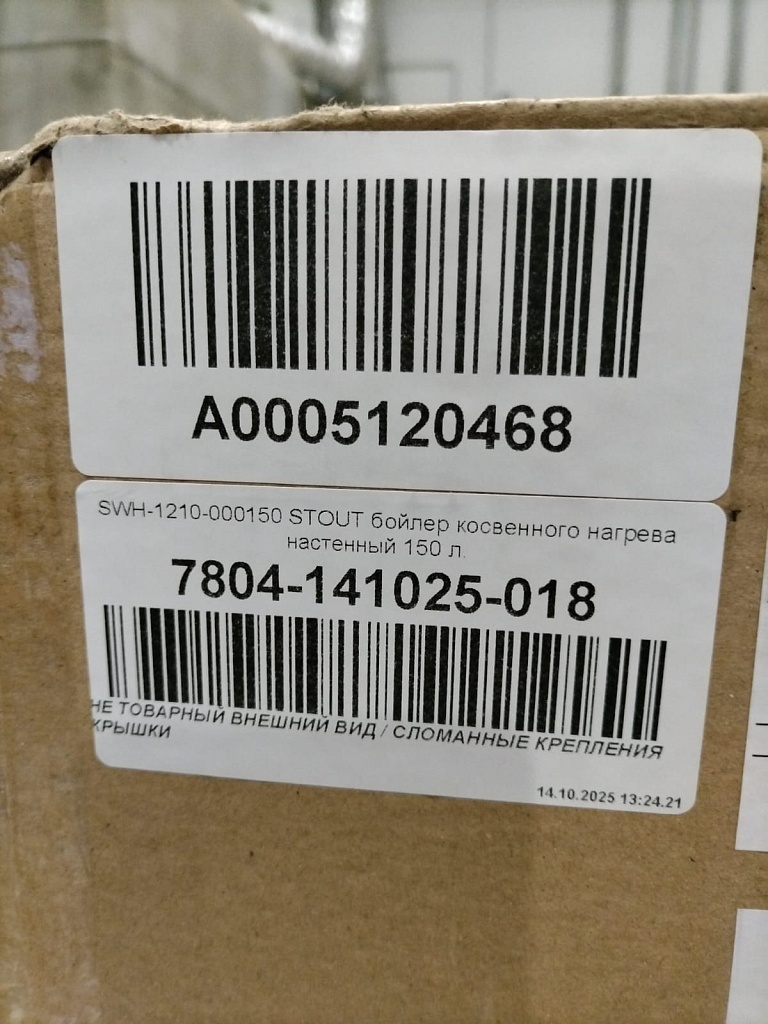 A0005120468
SWH-1210-000150 STOUT бойлер косвенного нагрева
настенный 150 л.
7804-141025-018
НЕ ТОВАРНЫЙ ВНЕШНИЙ ВИД / СЛОМАННЫЕ КРЕПЛЕНИЯ
КРЫШКИ
14.10.2025 13:24.21